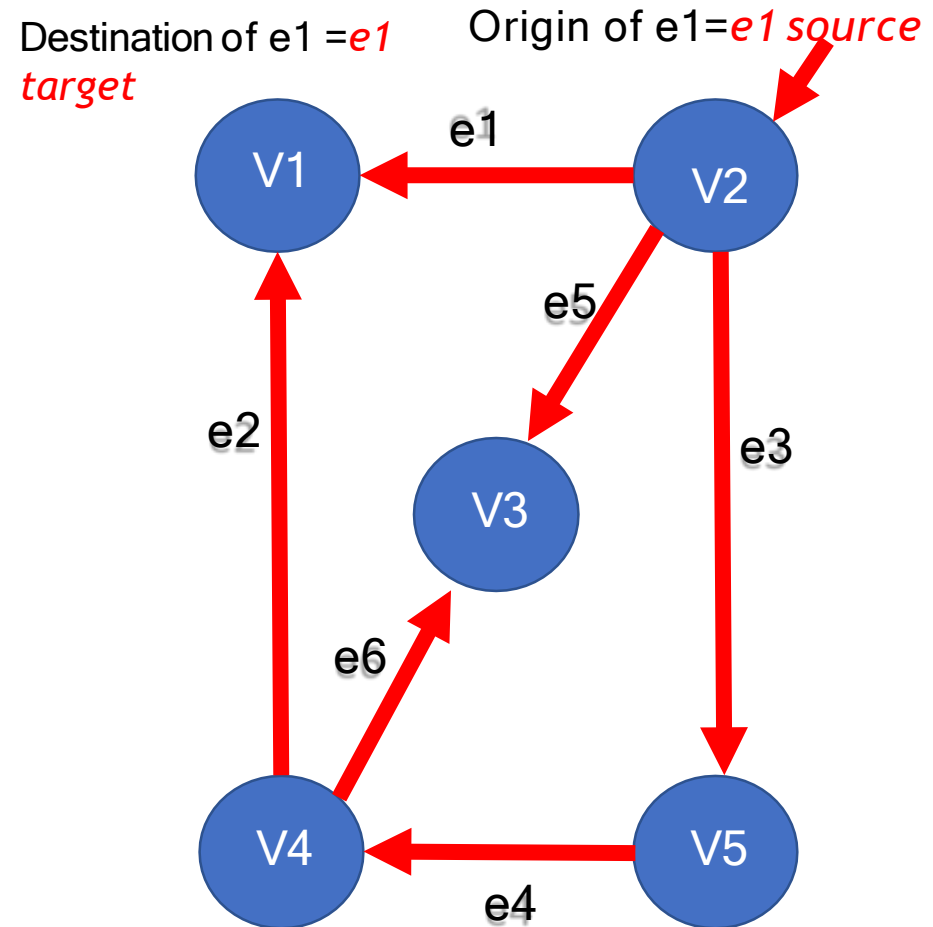 Destination of e1 =e1
target
Origin of e1=e1 source
e1
V1
V2
e5
e2
e3
V3
e6
V4
V5
e4